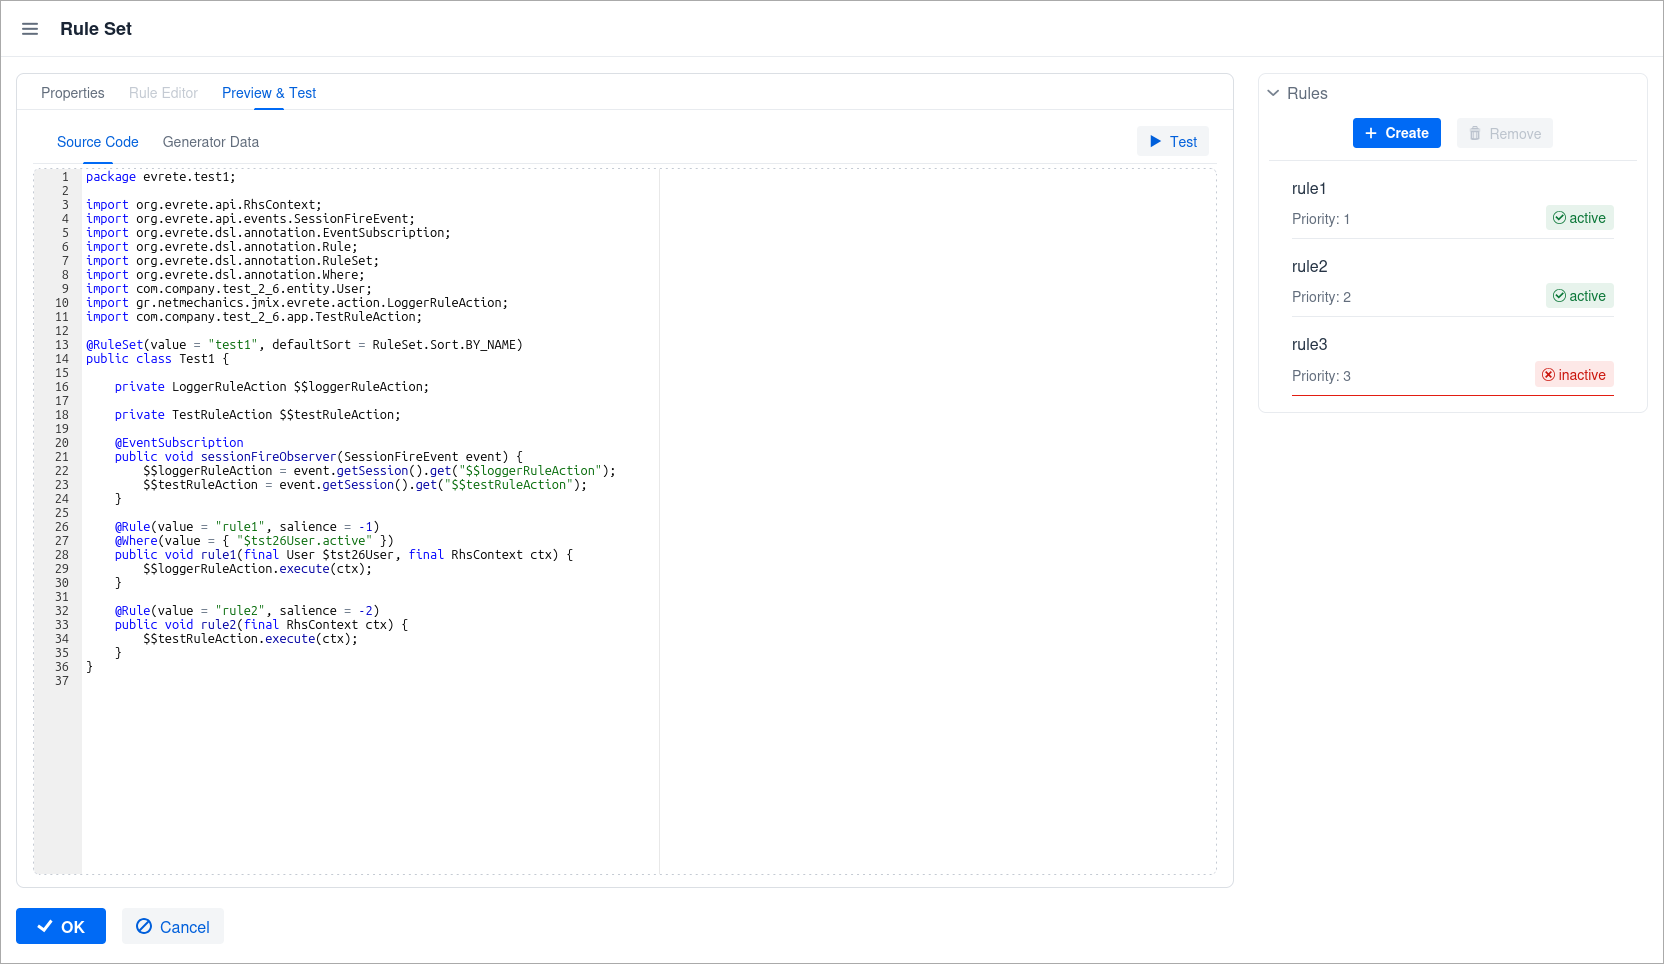 Rule Set
Properties
Rule Editor
Preview & Test
Source Code
Generator Data
Test
1 package evrete.test1;
2
3 import org.evrete.api.RhsContext;
4 import org.evrete.api.events.SessionFireEvent;
5 import org.evrete.dsl.annotation.EventSubscription;
6 import org.evrete.dsl.annotation.Rule;
7 import org.evrete.dsl.annotation.RuleSet;
8 import org.evrete.dsl.annotation.Where;
9 import com.company.test_2_6.entity.User;
10 import gr.netmechanics.jmix.evrete.action.LoggerRuleAction;
11 import com.company.test_2_6.app.TestRuleAction;
12
13 @RuleSet(value = "test1", defaultSort = RuleSet.Sort.BY_NAME)
14 public class Test1 {
15
16     private LoggerRuleAction $$loggerRuleAction;
17
18     private TestRuleAction $$testRuleAction;
19
20     @EventSubscription
21     public void sessionFireObserver(SessionFireEvent event) {
22         $$loggerRuleAction = event.getSession().get("$$loggerRuleAction");
23         $$testRuleAction = event.getSession().get("$$testRuleAction");
24     }
25
26     @Rule(value = "rule1", salience = -1)
27     @Where(value = { "$tst26User.active" })
28     public void rule1(final User $tst26User, final RhsContext ctx) {
29         $$loggerRuleAction.execute(ctx);
30     }
31
32     @Rule(value = "rule2", salience = -2)
33     public void rule2(final RhsContext ctx) {
34         $$testRuleAction.execute(ctx);
35     }
36 }
37
Rules
Create
Remove
rule1
Priority: 1
active
rule2
Priority: 2
active
rule3
Priority: 3
inactive
OK
Cancel